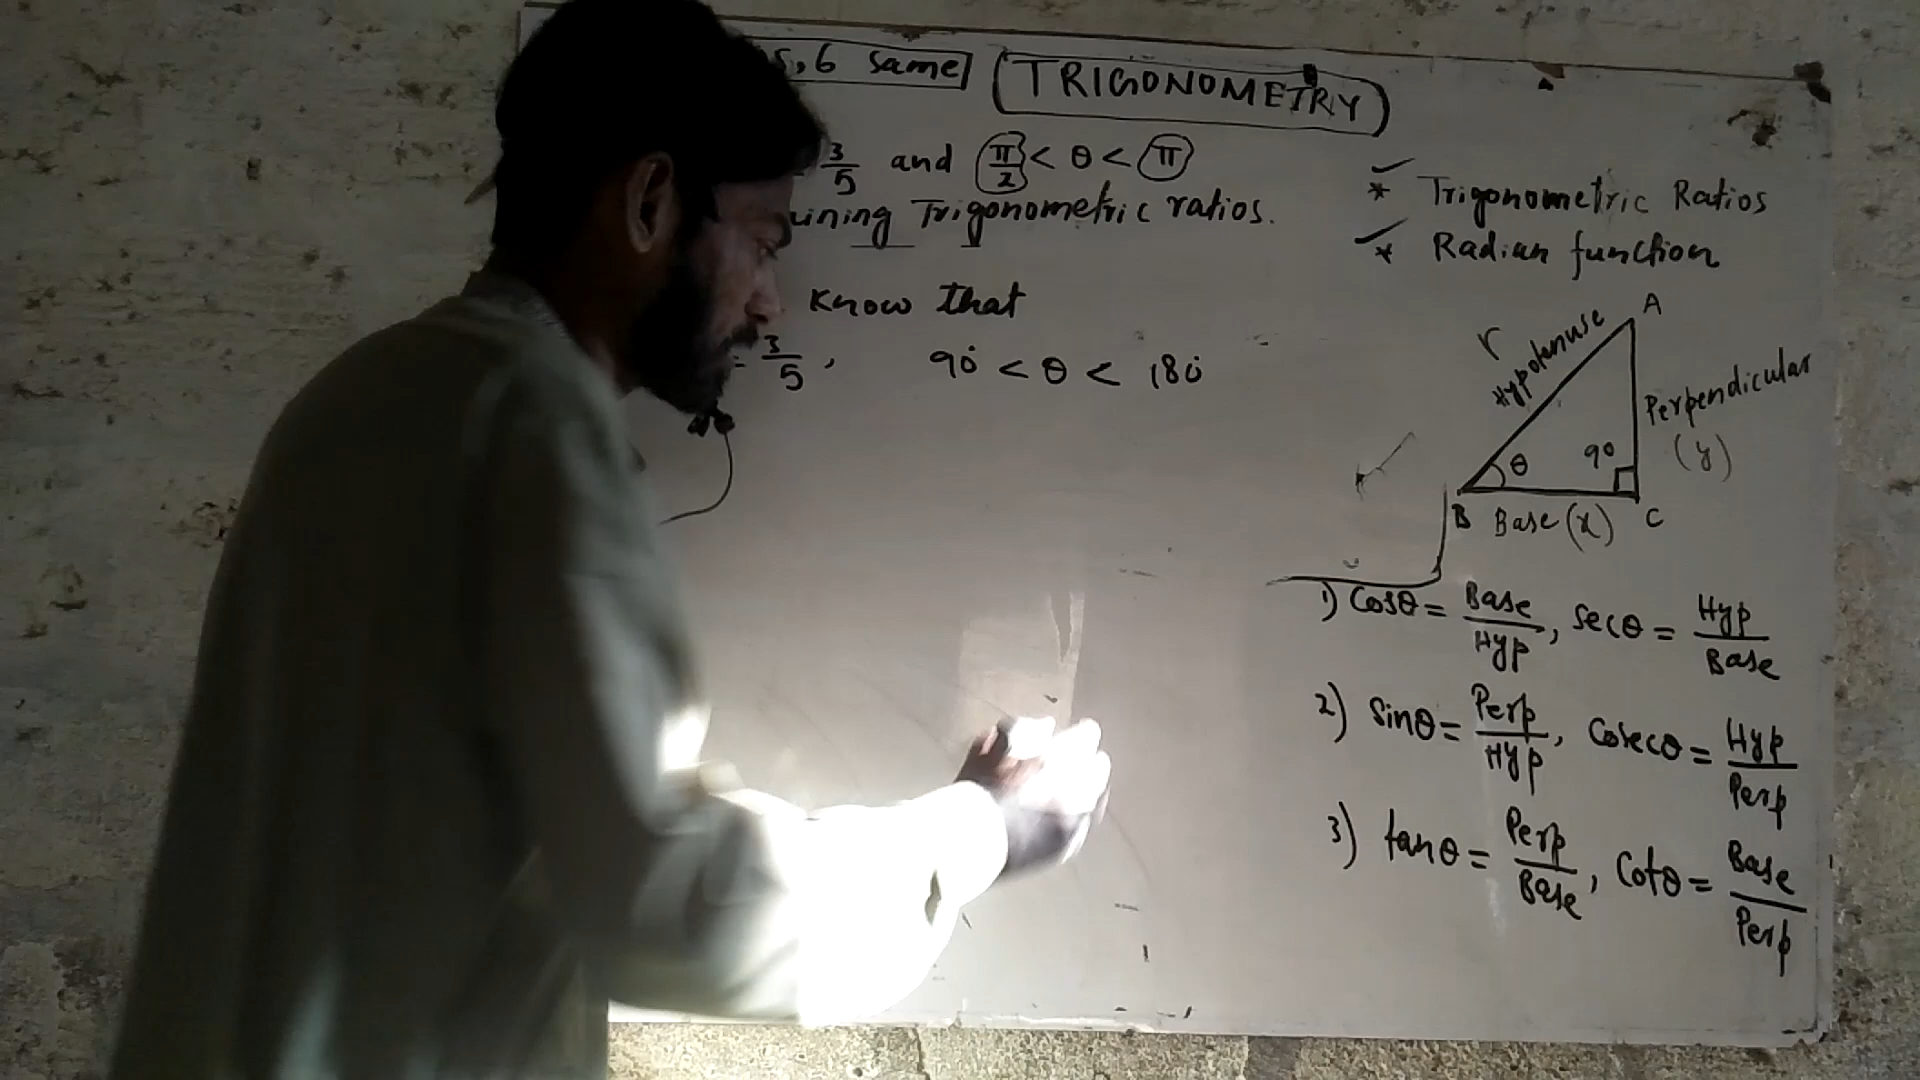 5,6 same
TRIGONOMETRY
3/5 and π/2 < θ < π
Trigonometric ratios.
Know that
= 3/5, 90° < θ < 180°
* Trigonometric Ratios
* Radian function
A
r
Hypotenuse
Perpendicular
(y)
θ
90
B Base (x) C
1) Cosθ = Base/Hyp, Secθ = Hyp/Base
2) Sinθ = Perp/Hyp, Cosecθ = Hyp/Perp
3) tanθ = Perp/Base, Cotθ = Base/Perp